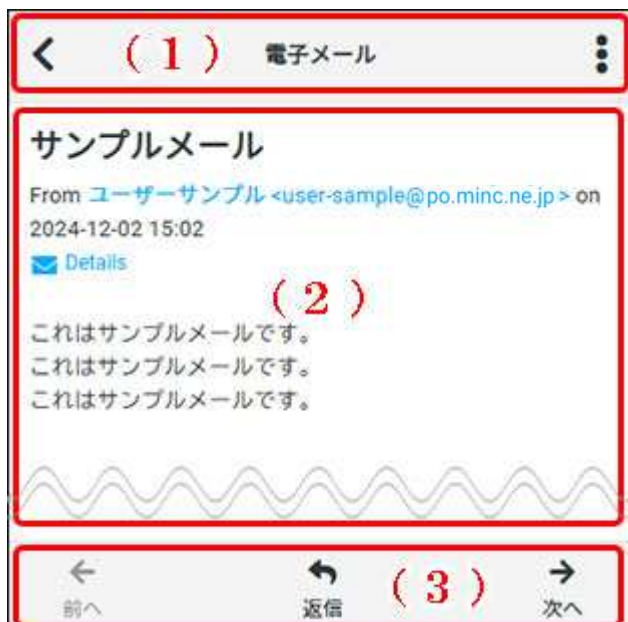 (1) 電子メール
サンプルメール
From ユーザーサンプル <user-sample@po.minc.ne.jp> on
2024-12-02 15:02
Details
(2)
これはサンプルメールです。
これはサンプルメールです。
これはサンプルメールです。
前へ 返信 (3) 次へ